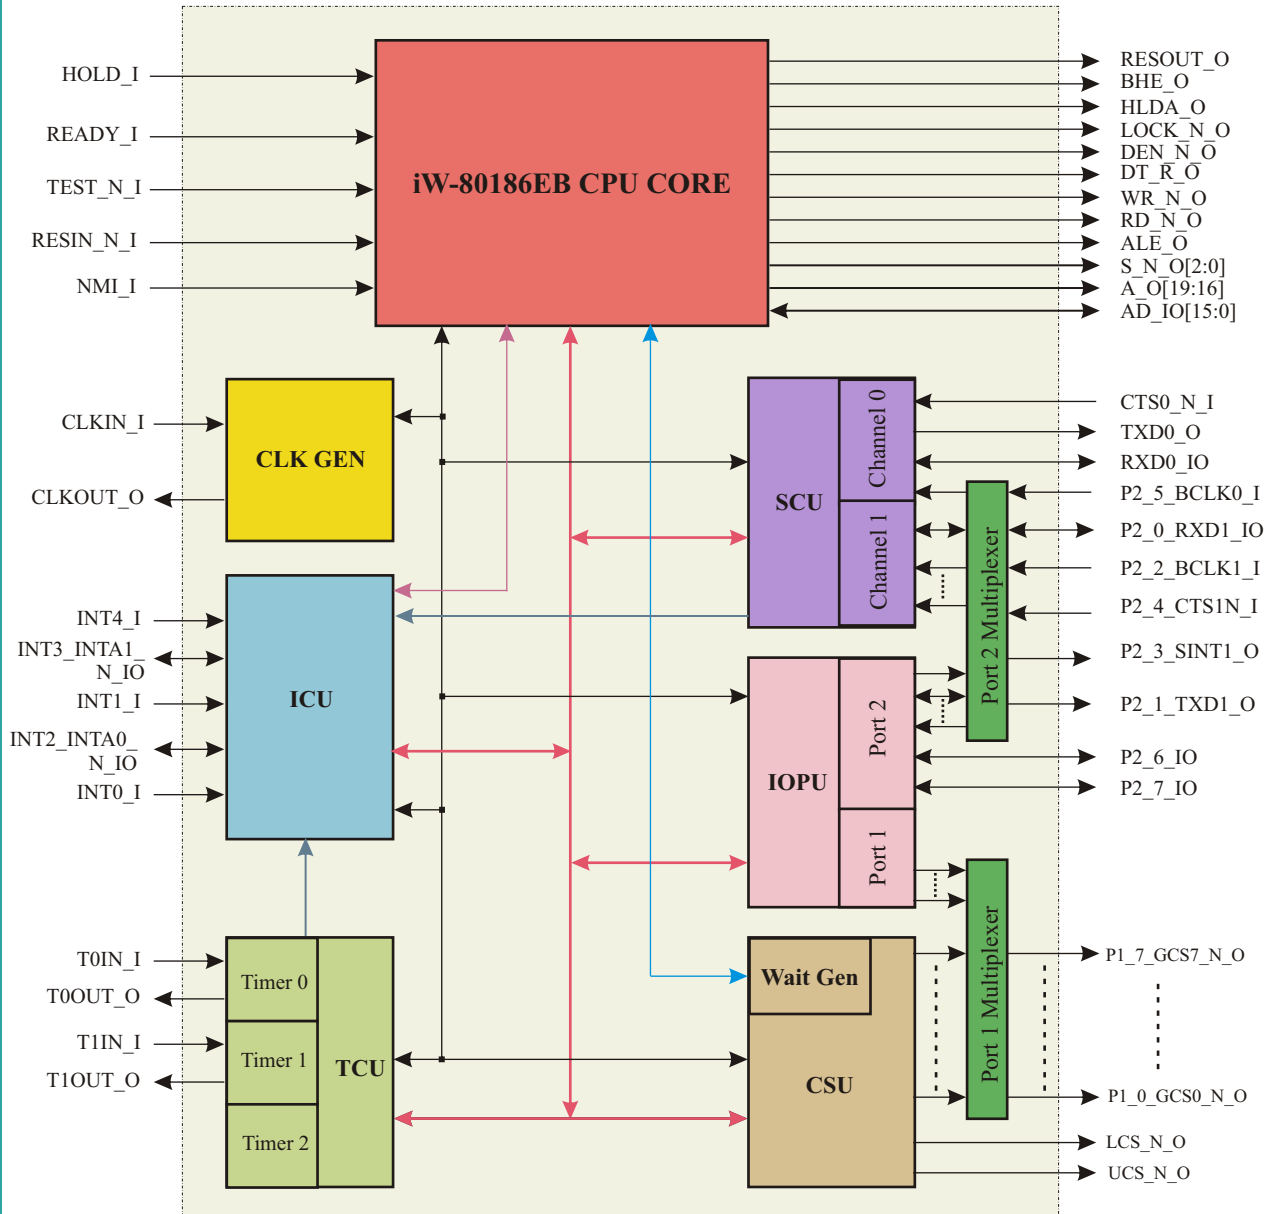 HOLD_I
READY_I
TEST_N_I
RESIN_N_I
NMI_I
iW-80186EB CPU CORE
RESOUT_O
BHE_O
HLDA_O
LOCK_N_O
DEN_N_O
DT_R_O
WR_N_O
RD_N_O
ALE_O
S_N_O[2:0]
A_O[19:16]
AD_IO[15:0]
CLKIN_I
CLKOUT_O
CLK GEN
SCU
Channel 0
Channel 1
CTS0_N_I
TXD0_O
RXD0_IO
P2_5_BCLK0_I
P2_0_RXD1_IO
P2_2_BCLK1_I
P2_4_CTS1N_I
P2_3_SINT1_O
P2_1_TXD1_O
P2_6_IO
P2_7_IO
Port 2 Multiplexer
INT4_I
INT3_INTA1_
N_IO
INT1_I
INT2_INTA0_
N_IO
INT0_I
ICU
IOPU
Port 2
Port 1
T0IN_I
T0OUT_O
T1IN_I
T1OUT_O
Timer 0
Timer 1
Timer 2
TCU
Wait Gen
CSU
Port 1 Multiplexer
P1_7_GCS7_N_O
P1_0_GCS0_N_O
LCS_N_O
UCS_N_O